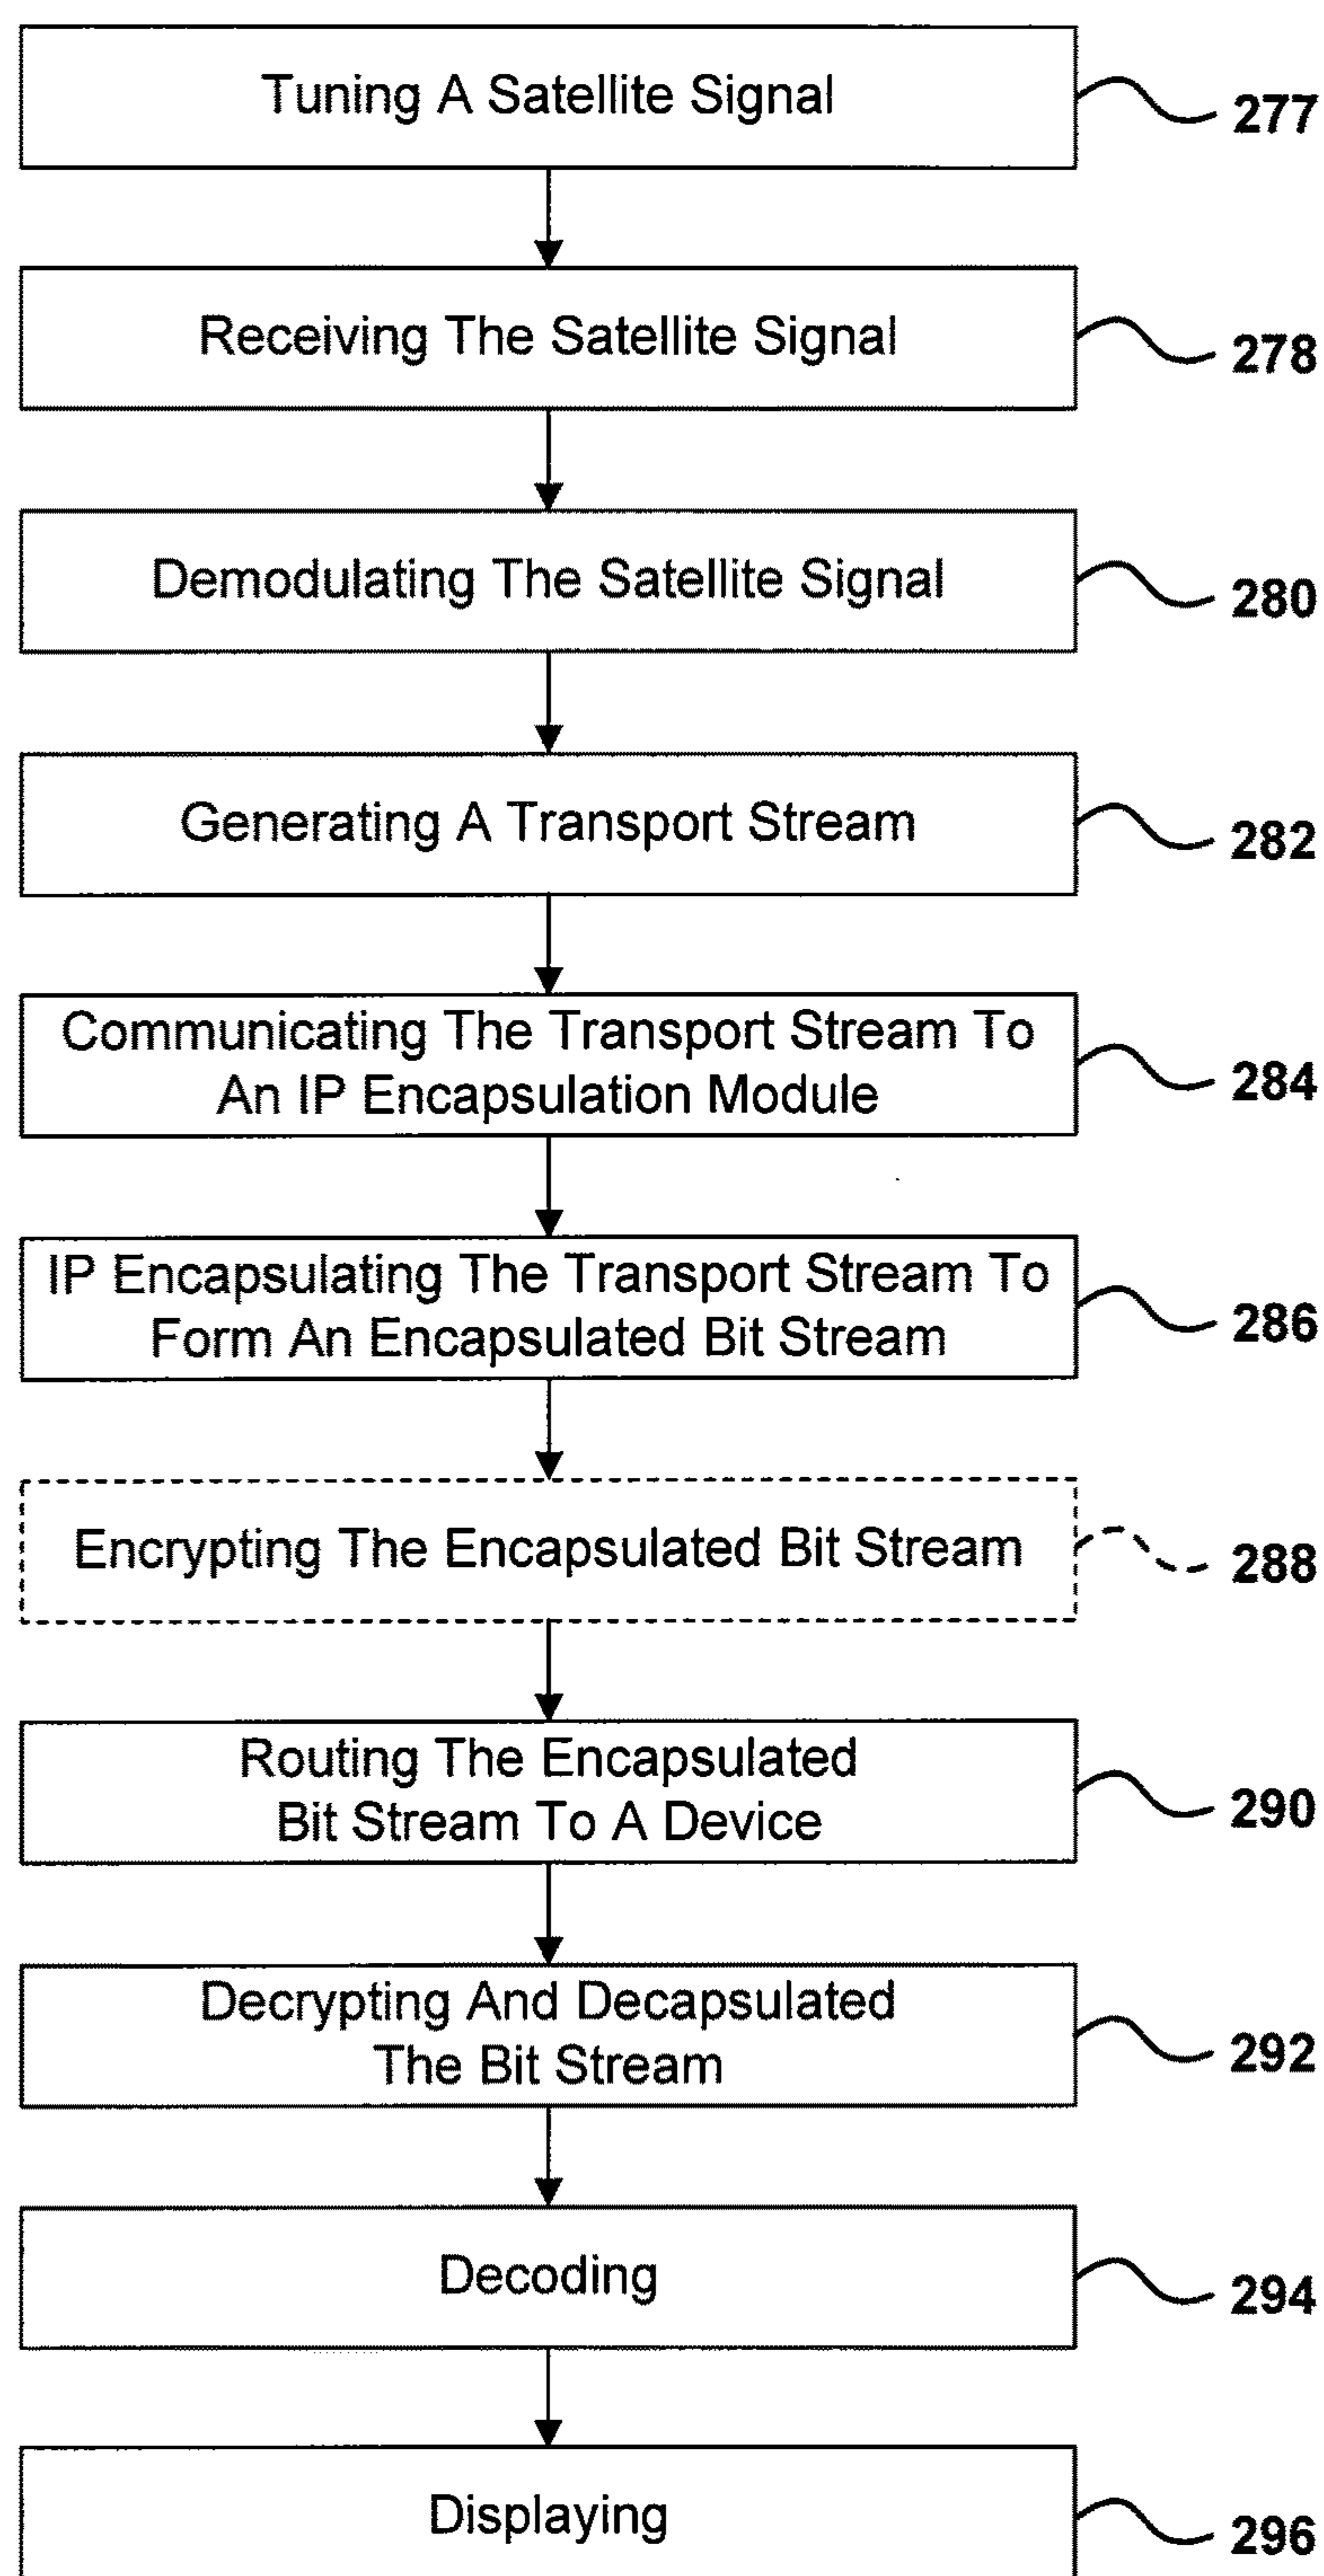 Tuning A Satellite Signal
277
Receiving The Satellite Signal
278
Demodulating The Satellite Signal
280
Generating A Transport Stream
282
Communicating The Transport Stream To
An IP Encapsulation Module
284
IP Encapsulating The Transport Stream To
Form An Encapsulated Bit Stream
286
Encrypting The Encapsulated Bit Stream
288
Routing The Encapsulated
Bit Stream To A Device
290
Decrypting And Decapsulated
The Bit Stream
292
Decoding
294
Displaying
296